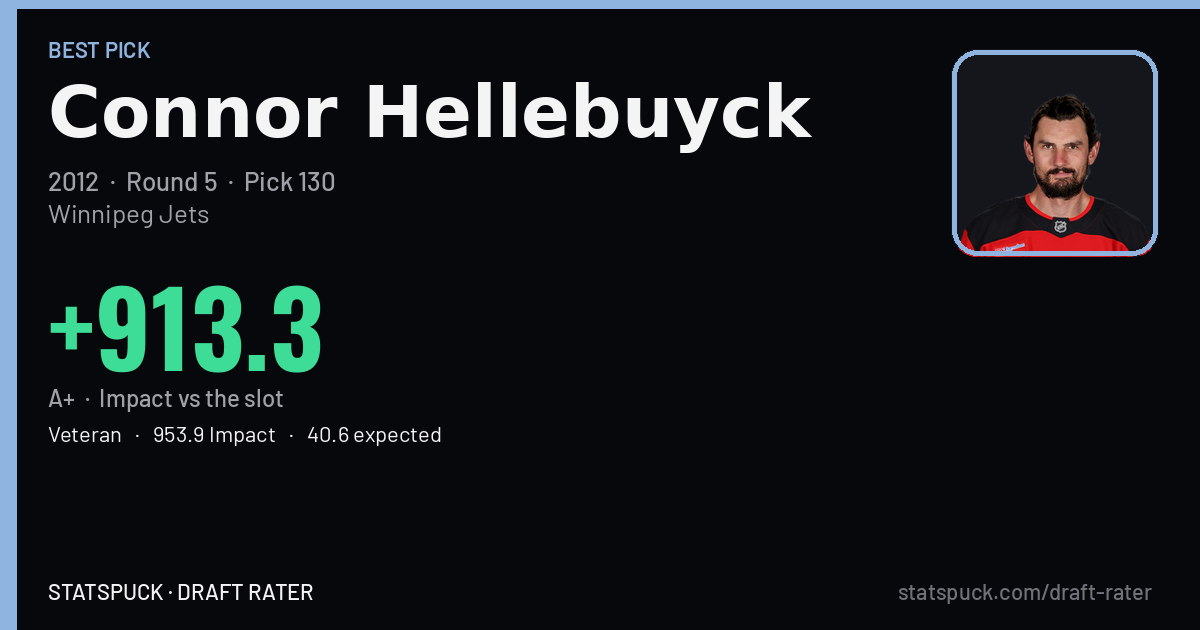 BEST PICK
Connor Hellebuyck
2012 · Round 5 · Pick 130
Winnipeg Jets
+913.3
A+ · Impact vs the slot
Veteran · 953.9 Impact · 40.6 expected
STATSPUCK · DRAFT RATER
statspuck.com/draft-rater